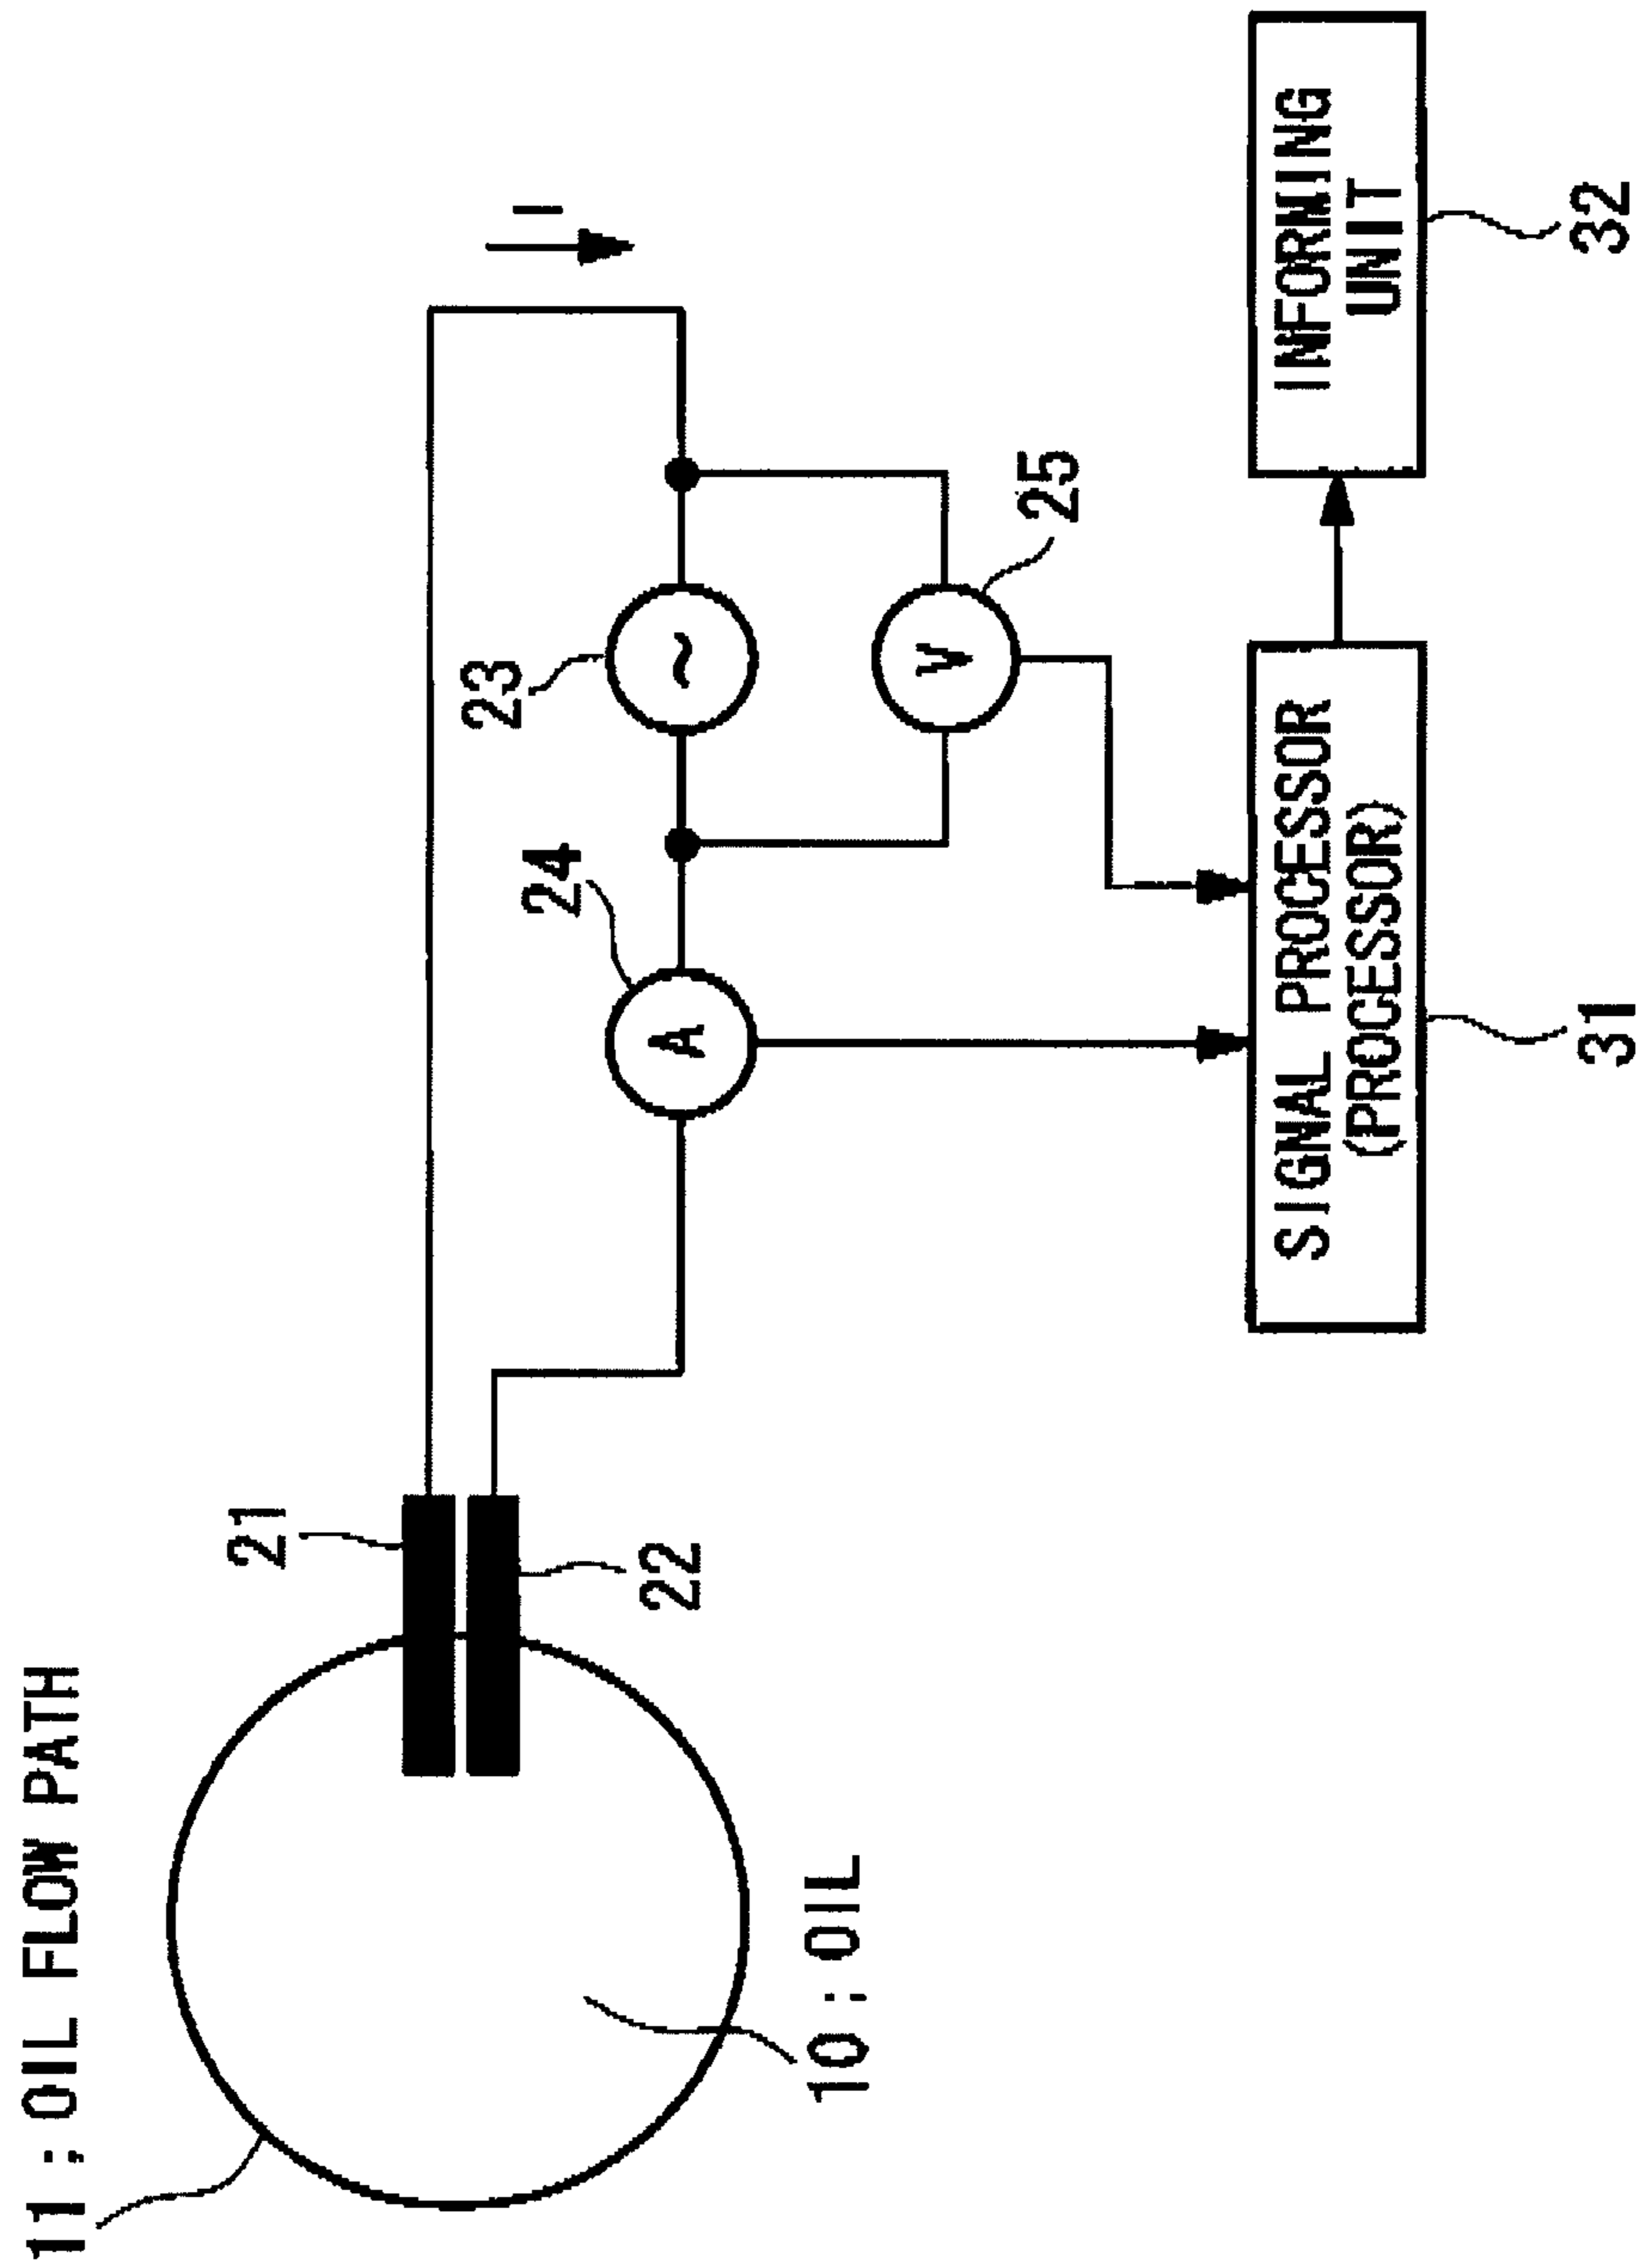 11 ; OIL FLOW PATH
10 : OIL
21
22
23
24
25
I
~
A
V
SIGNAL PROCESSOR
(PROCESSOR)
31
INFORMING
UNIT
32